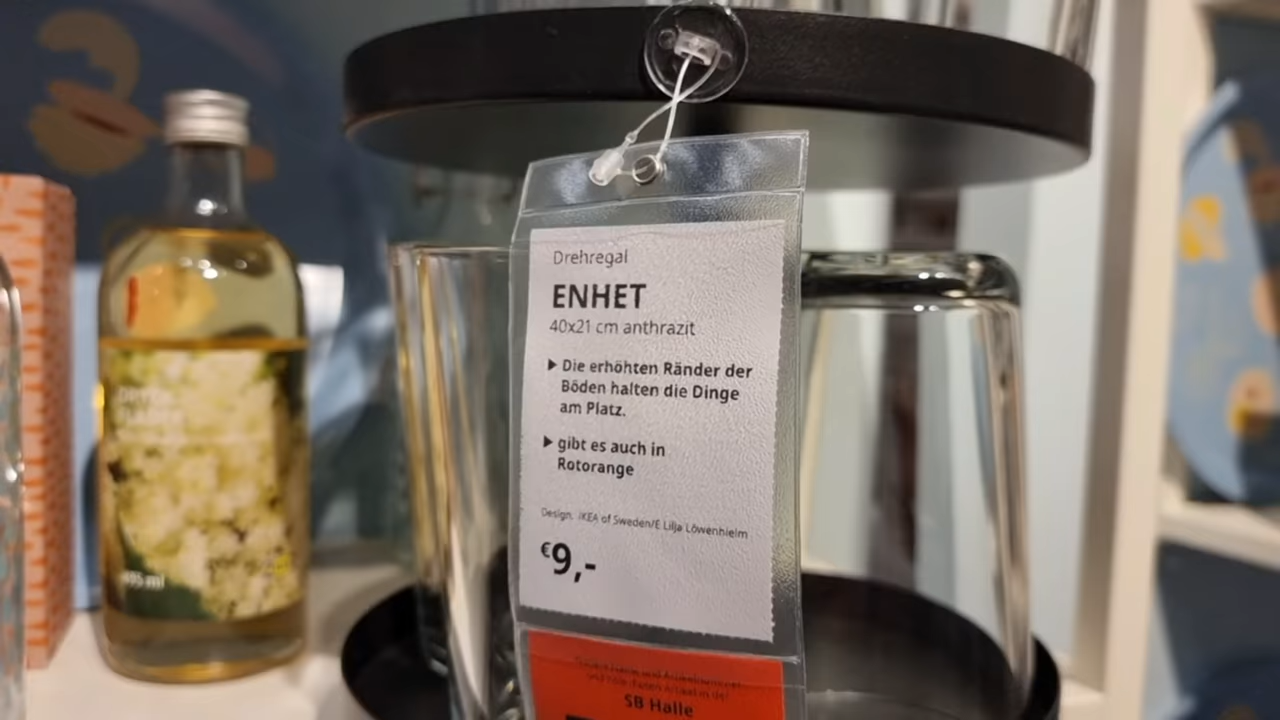 Drehregal
ENHET
40x21 cm anthrazit
▶ Die erhöhten Ränder der
Böden halten die Dinge
am Platz.
▶ gibt es auch in
Rotorange
Design: IKEA of Sweden/E Lilja Löwenhielm
€9,-
SB Halle